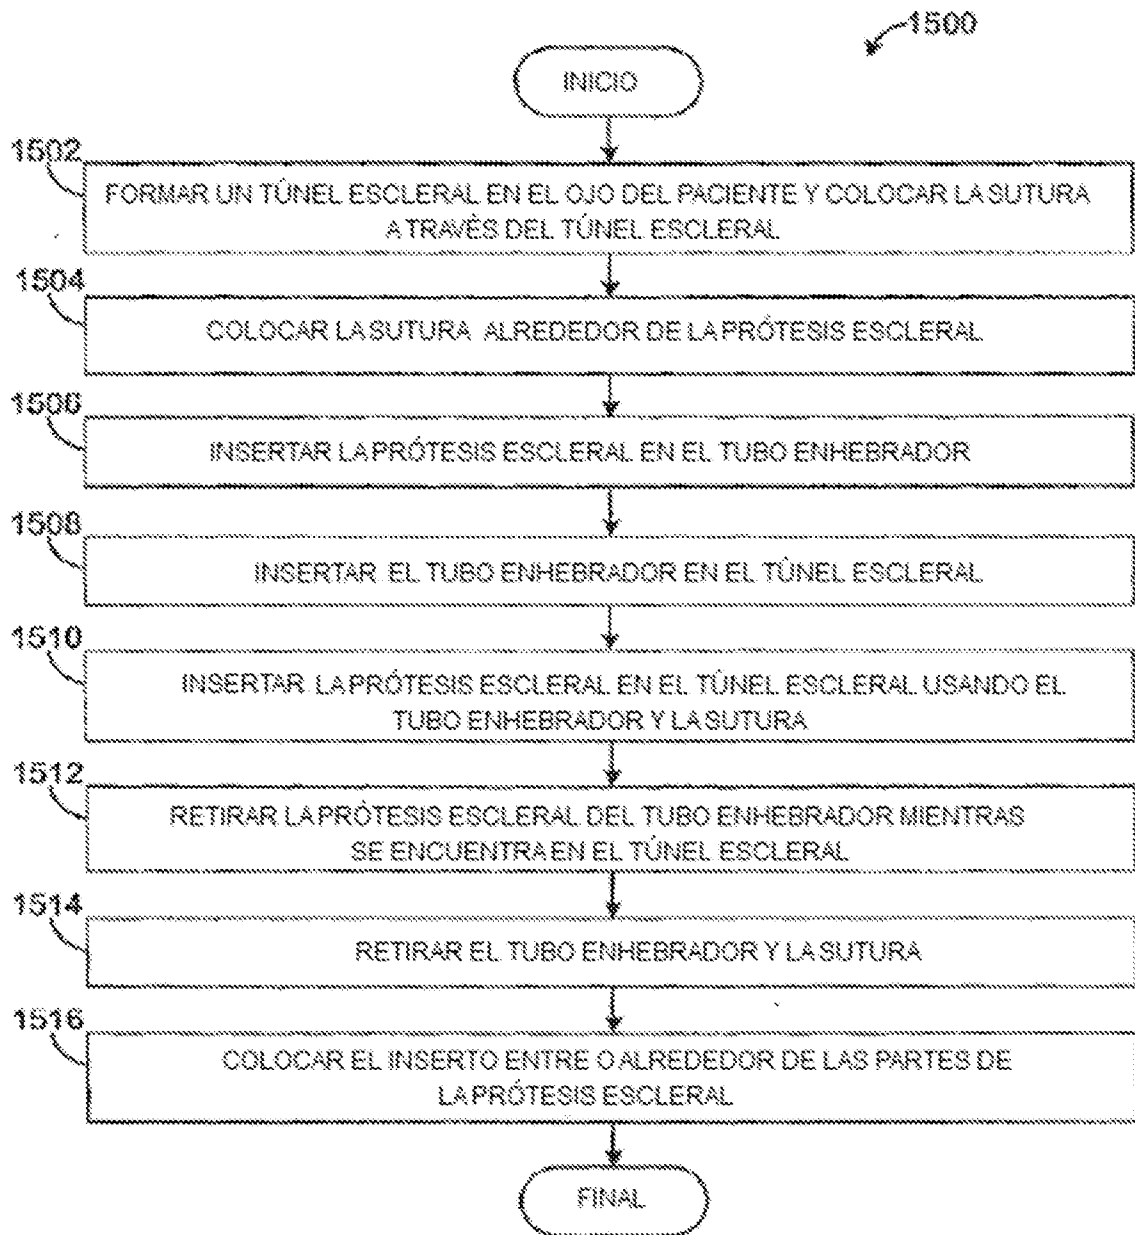 1500
INICIO
1502
FORMAR UN TÚNEL ESCLERAL EN EL OJO DEL PACIENTE Y COLOCAR LA SUTURA
A TRAVÉS DEL TÚNEL ESCLERAL
1504
COLOCAR LA SUTURA ALREDEDOR DE LA PRÓTESIS ESCLERAL
1506
INSERTAR LA PRÓTESIS ESCLERAL EN EL TUBO ENHEBRADOR
1508
INSERTAR EL TUBO ENHEBRADOR EN EL TÚNEL ESCLERAL
1510
INSERTAR LA PRÓTESIS ESCLERAL EN EL TÚNEL ESCLERAL USANDO EL
TUBO ENHEBRADOR Y LA SUTURA
1512
RETIRAR LA PRÓTESIS ESCLERAL DEL TUBO ENHEBRADOR MIENTRAS
SE ENCUENTRA EN EL TÚNEL ESCLERAL
1514
RETIRAR EL TUBO ENHEBRADOR Y LA SUTURA
1516
COLOCAR EL INSERTO ENTRE O ALREDEDOR DE LAS PARTES DE
LA PRÓTESIS ESCLERAL
FINAL